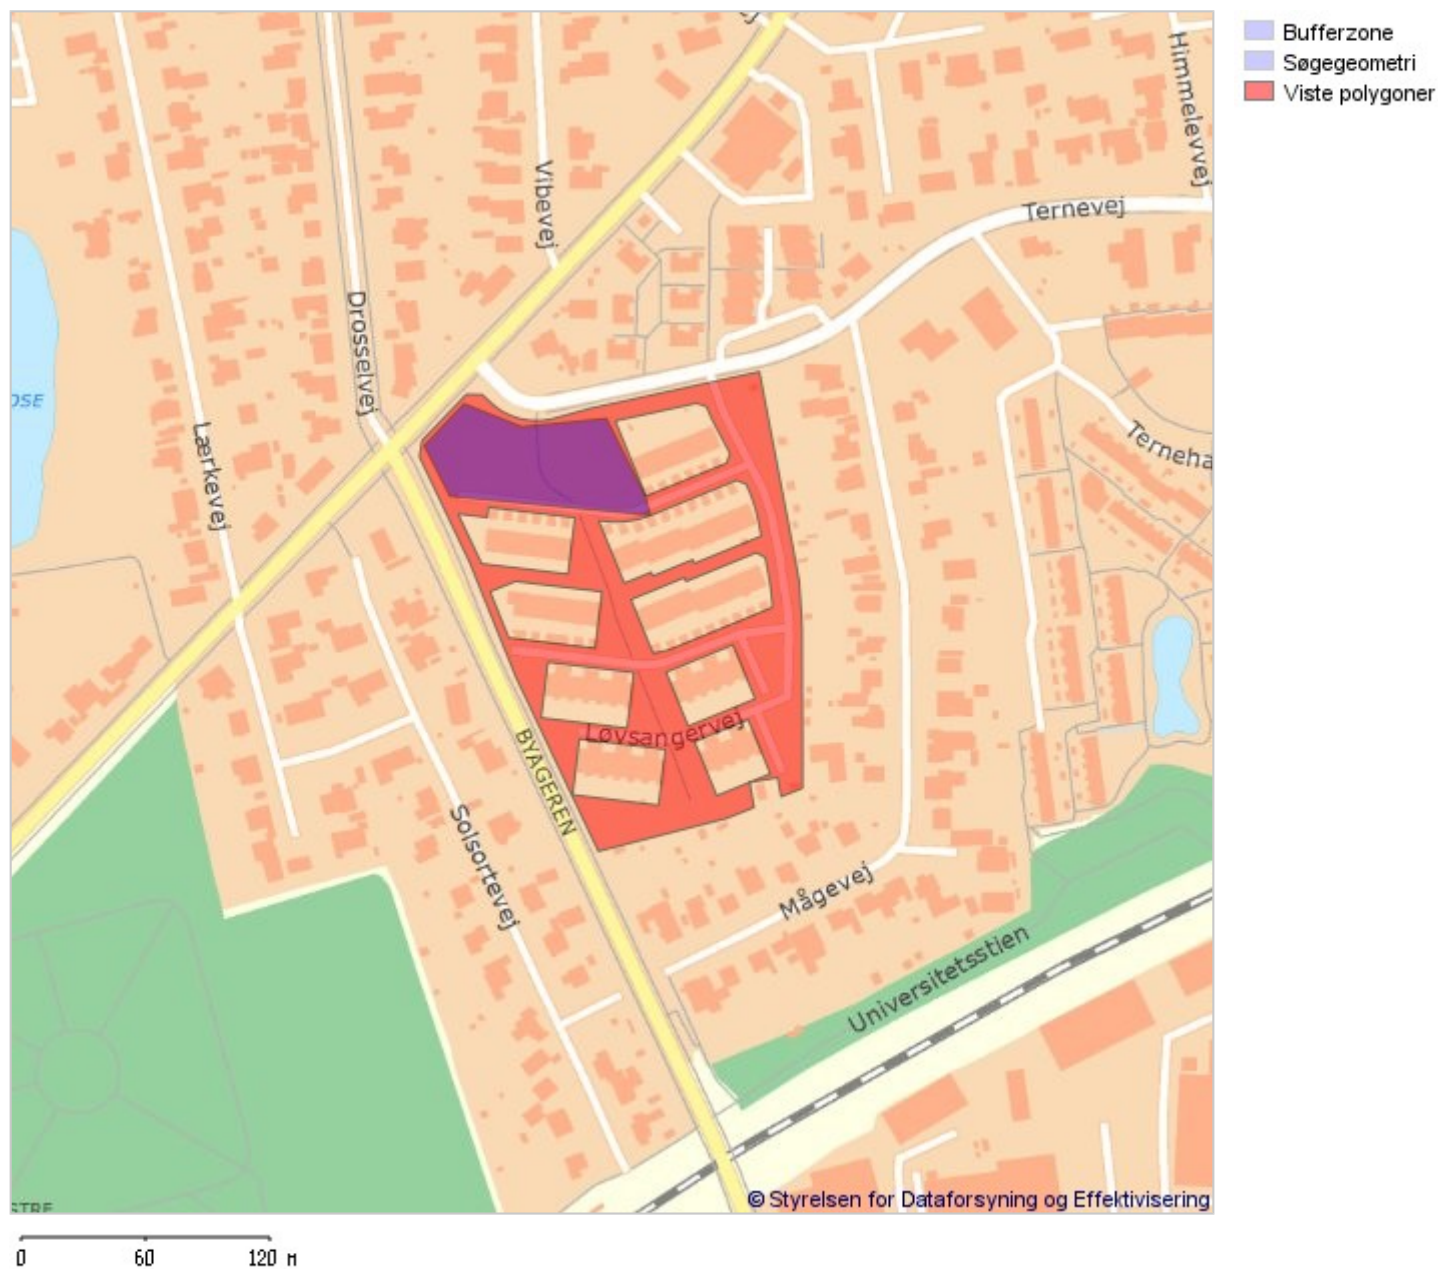 Bufferzone
Søgegeometri
Viste polygoner
Himmelevvej
Vibevej
Ternevej
Drosselvej
Lærkevej
Løvsangervej
BYAGEREN
Solsortevej
Mågevej
Universitetsstien
© Styrelsen for Dataforsyning og Effektivisering
0 60 120 M